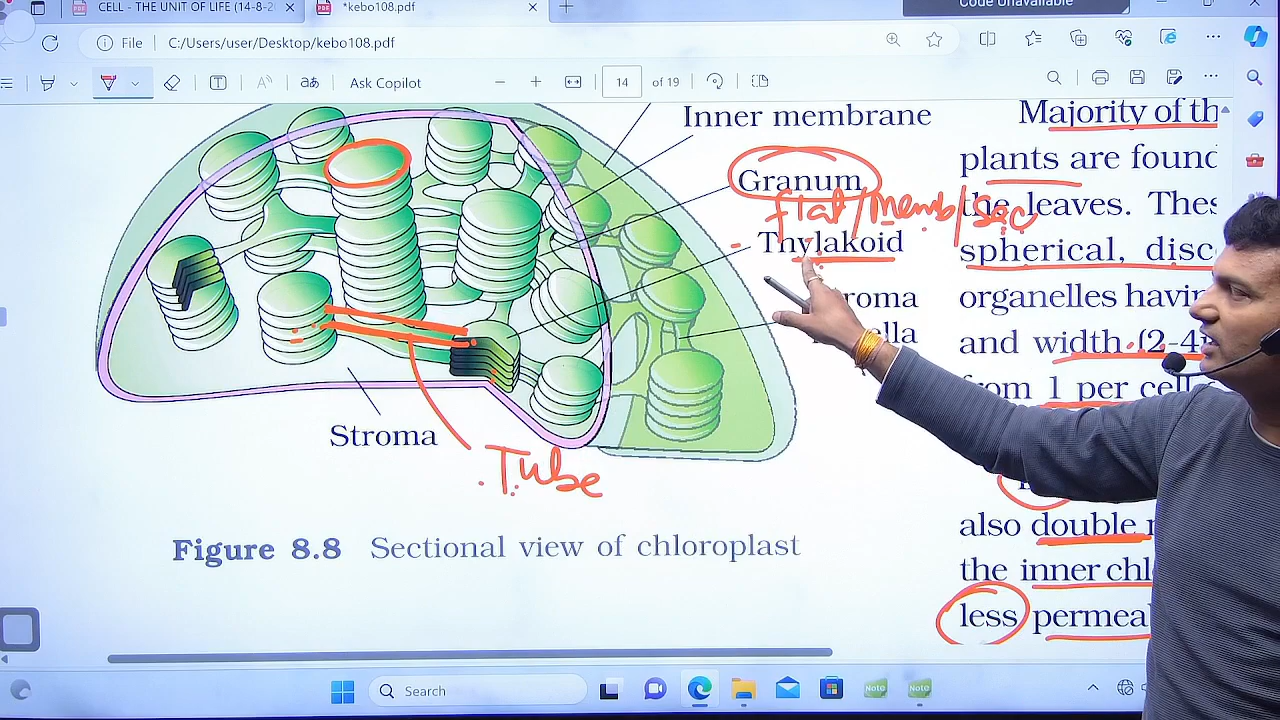 CELL - THE UNIT OF LIFE (14-8-2
*kebo108.pdf
Code Unavailable
File
C:/Users/user/Desktop/kebo108.pdf
Ask Copilot
14
of 19
Inner membrane
Granum
flat/memb/sac
Thylakoid
Stroma
Tube
Figure 8.8 Sectional view of chloroplast
Majority of th
plants are found
the leaves. Thes
spherical, disc
organelles havin
and width (2-4
from 1 per cell
also double
the inner chl
less permea
Search
Note
Note